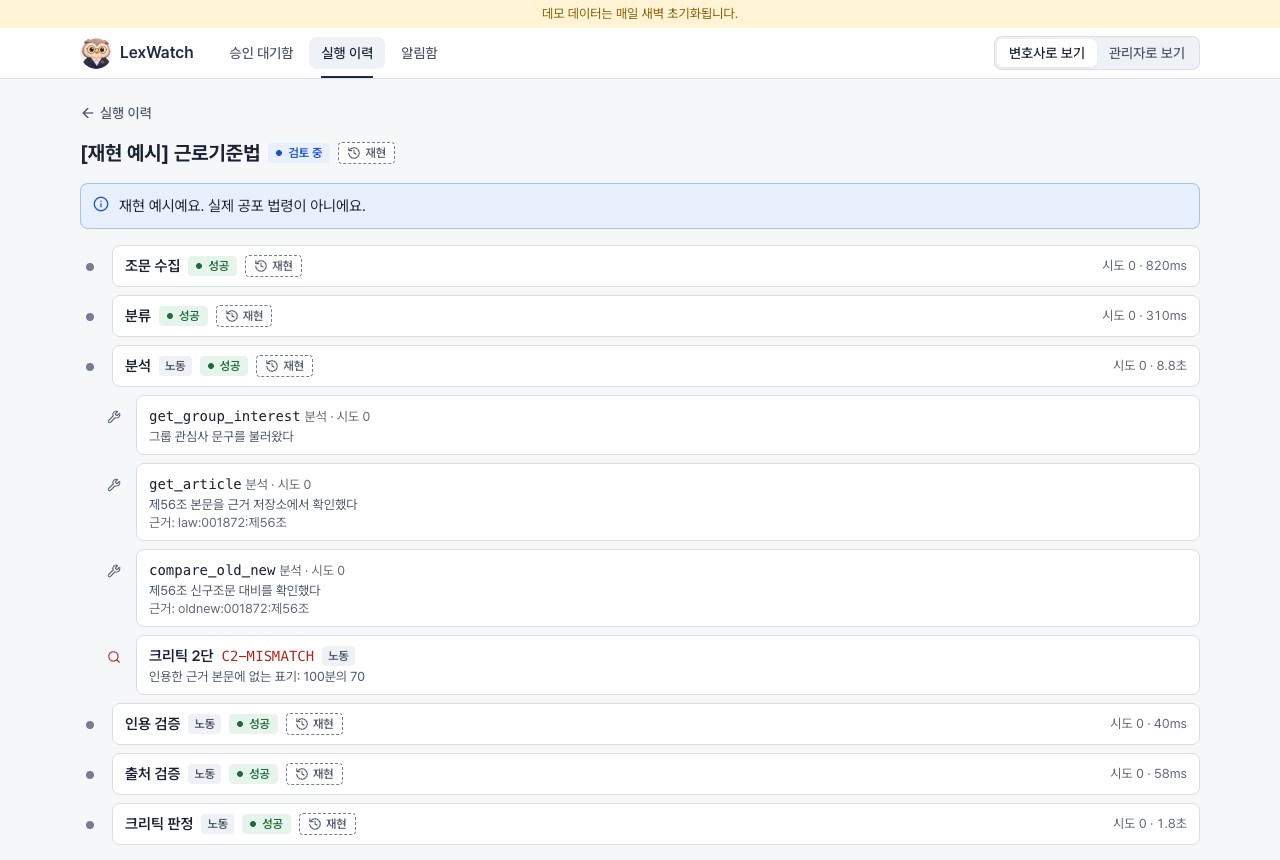 데모 데이터는 매일 새벽 초기화됩니다.
LexWatch 승인 대기함 실행 이력 알림함 변호사로 보기 관리자로 보기
← 실행 이력
[재현 예시] 근로기준법 검토 중 재현
재현 예시예요. 실제 공포 법령이 아니에요.
조문 수집 성공 재현 시도 0 · 820ms
분류 성공 재현 시도 0 · 310ms
분석 노동 성공 재현 시도 0 · 8.8초
get_group_interest 분석 · 시도 0
그룹 관심사 문구를 불러왔다
get_article 분석 · 시도 0
제56조 본문을 근거 저장소에서 확인했다
근거: law:001872:제56조
compare_old_new 분석 · 시도 0
제56조 신구조문 대비를 확인했다
근거: oldnew:001872:제56조
크리틱 2단 C2-MISMATCH 노동
인용한 근거 본문에 없는 표기: 100분의 70
인용 검증 노동 성공 재현 시도 0 · 40ms
출처 검증 노동 성공 재현 시도 0 · 58ms
크리틱 판정 노동 성공 재현 시도 0 · 1.8초